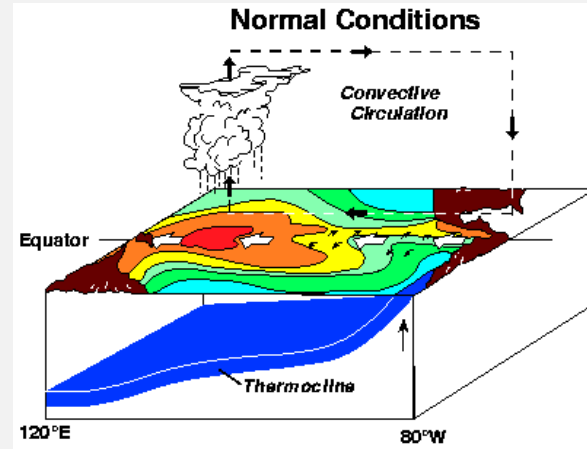 Normal Conditions
Convective
Circulation
Equator
Thermocline
120°E
80°W